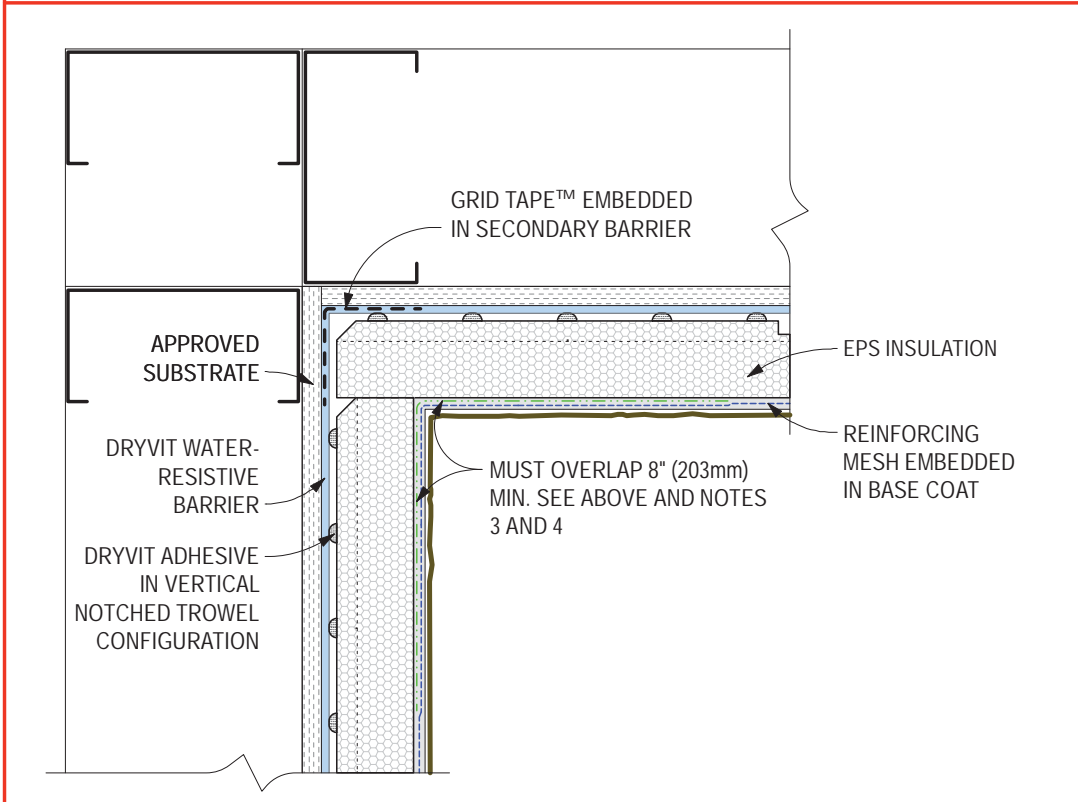 GRID TAPE™ EMBEDDED
IN SECONDARY BARRIER
APPROVED
SUBSTRATE
EPS INSULATION
DRYVIT WATER-
RESISTIVE
BARRIER
REINFORCING
MESH EMBEDDED
IN BASE COAT
MUST OVERLAP 8" (203mm)
MIN. SEE ABOVE AND NOTES
3 AND 4
DRYVIT ADHESIVE
IN VERTICAL
NOTCHED TROWEL
CONFIGURATION